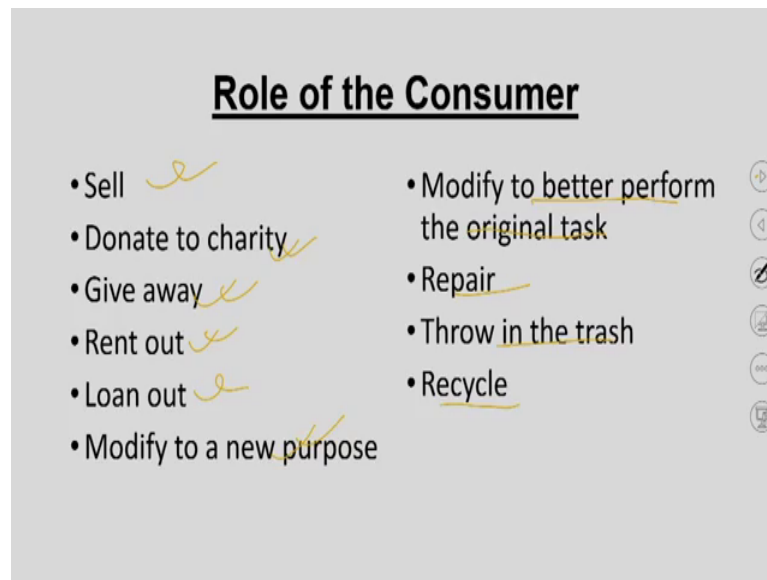 Role of the Consumer
• Sell
• Donate to charity
• Give away
• Rent out
• Loan out
• Modify to a new purpose
• Modify to better perform
the original task
• Repair
• Throw in the trash
• Recycle